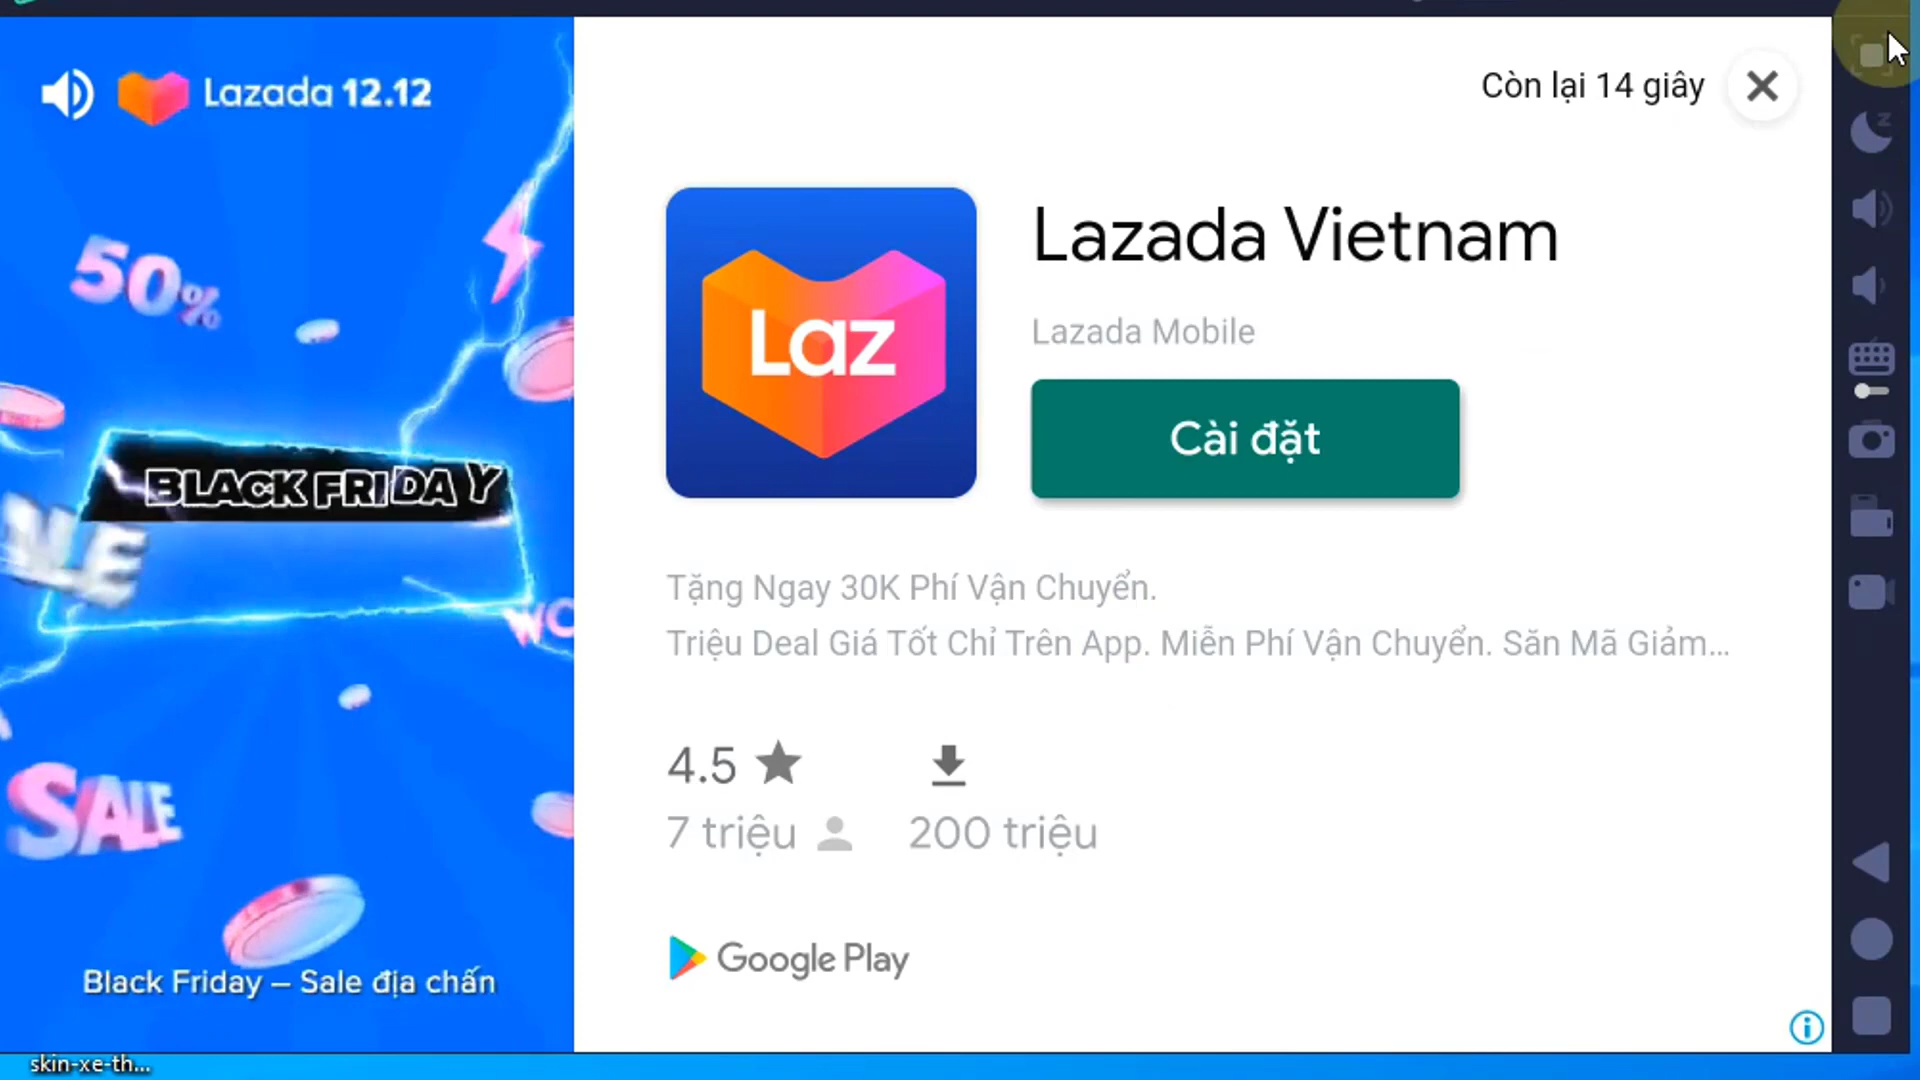 Lazada 12.12
Còn lại 14 giây
50%
Laz
Lazada Vietnam
Lazada Mobile
Cài đặt
BLACK FRIDAY
Tặng Ngay 30K Phí Vận Chuyển.
Triệu Deal Giá Tốt Chỉ Trên App. Miễn Phí Vận Chuyển. Săn Mã Giảm...
4.5
7 triệu
200 triệu
SALE
Google Play
Black Friday – Sale địa chấn
skin-xe-th...